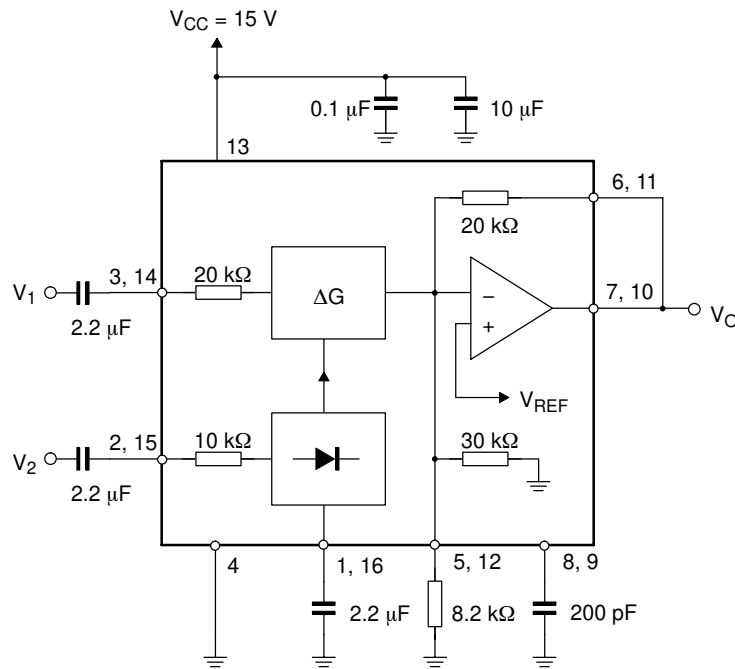 V_CC = 15 V
0.1 μF
10 μF
13
6, 11
20 kΩ
3, 14
20 kΩ
V_1
2.2 μF
ΔG
−
+
7, 10
V_O
V_REF
2, 15
10 kΩ
V_2
2.2 μF
30 kΩ
4
1, 16
5, 12
8, 9
2.2 μF
8.2 kΩ
200 pF